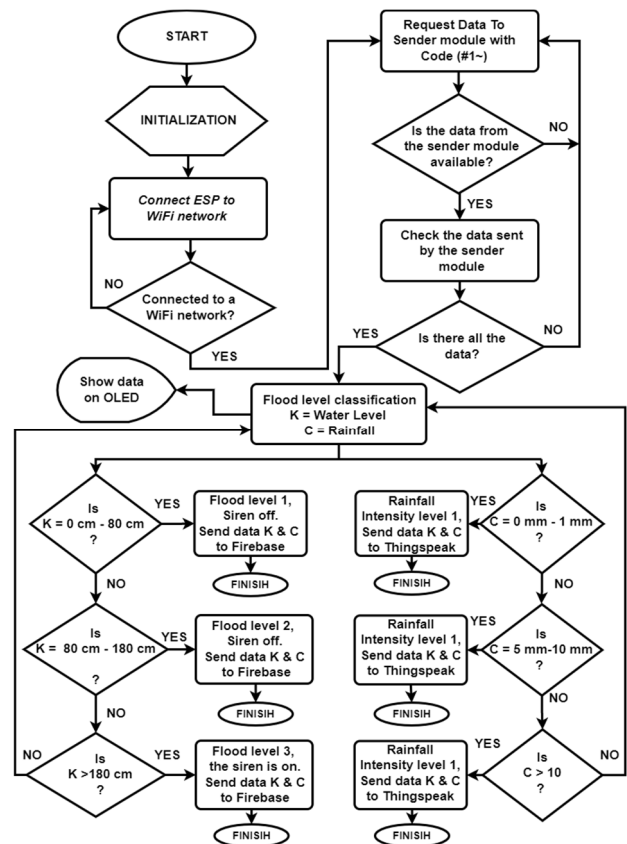 START
INITIALIZATION
Connect ESP to
WiFi network
NO
Connected to a
WiFi network?
YES
Request Data To
Sender module with
Code (#1~)
Is the data from
the sender module
available?
NO
YES
Check the data sent
by the sender
module
Is there all the
data?
YES
NO
Show data
on OLED
Flood level classification
K = Water Level
C = Rainfall
Is
K = 0 cm - 80 cm
?
YES
Flood level 1,
Siren off.
Send data K & C
to Firebase
FINISIH
NO
Is
K = 80 cm - 180 cm
?
YES
Flood level 2,
Siren off.
Send data K & C
to Firebase
FINISIH
NO
Is
K >180 cm
?
NO
YES
Flood level 3,
the siren is on.
Send data K & C
to Firebase
FINISIH
Is
C = 0 mm - 1 mm
?
YES
Rainfall
Intensity level 1,
Send data K & C
to Thingspeak
FINISIH
NO
Is
C = 5 mm-10 mm
?
YES
Rainfall
Intensity level 1,
Send data K & C
to Thingspeak
FINISIH
NO
Is
C > 10
?
YES
NO
Rainfall
Intensity level 1,
Send data K & C
to Thingspeak
FINISIH